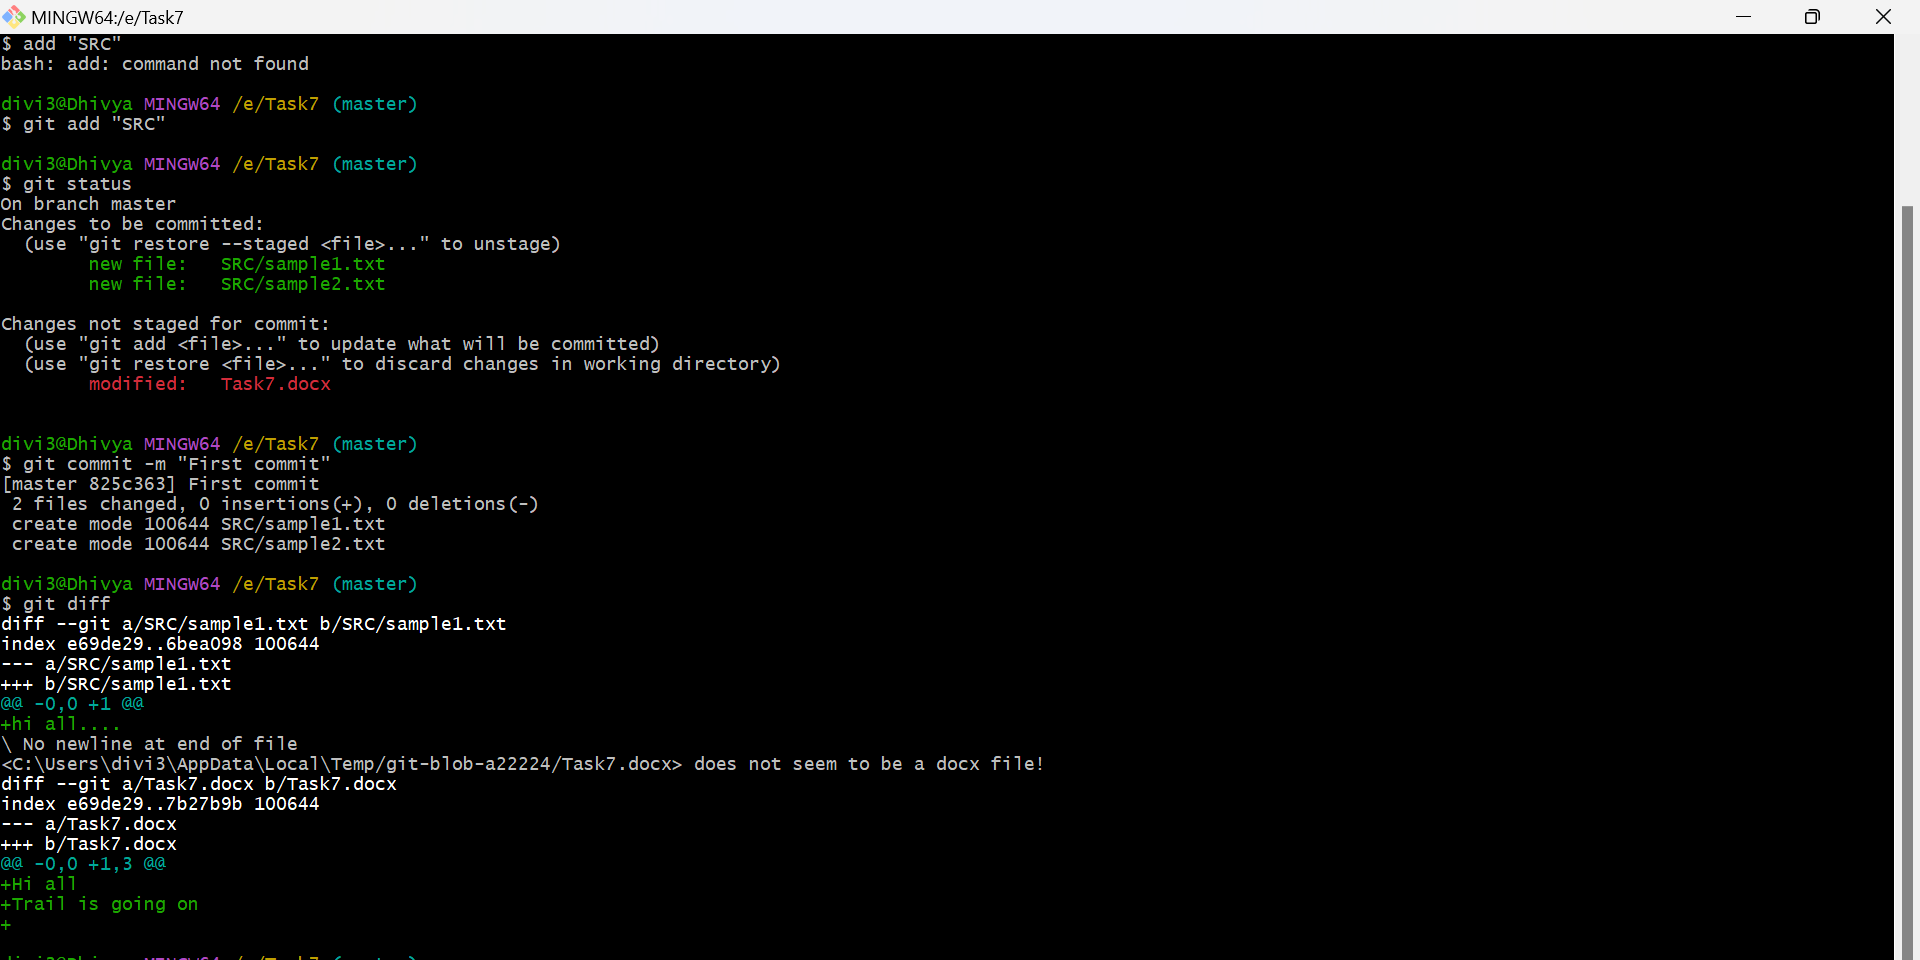 MINGW64:/e/Task7
$ add "SRC"
bash: add: command not found
divi3@Dhivya MINGW64 /e/Task7 (master)
$ git add "SRC"
divi3@Dhivya MINGW64 /e/Task7 (master)
$ git status
On branch master
Changes to be committed:
  (use "git restore --staged <file>..." to unstage)
        new file:   SRC/sample1.txt
        new file:   SRC/sample2.txt
Changes not staged for commit:
  (use "git add <file>..." to update what will be committed)
  (use "git restore <file>..." to discard changes in working directory)
        modified:   Task7.docx
divi3@Dhivya MINGW64 /e/Task7 (master)
$ git commit -m "First commit"
[master 825c363] First commit
 2 files changed, 0 insertions(+), 0 deletions(-)
 create mode 100644 SRC/sample1.txt
 create mode 100644 SRC/sample2.txt
divi3@Dhivya MINGW64 /e/Task7 (master)
$ git diff
diff --git a/SRC/sample1.txt b/SRC/sample1.txt
index e69de29..6bea098 100644
--- a/SRC/sample1.txt
+++ b/SRC/sample1.txt
@@ -0,0 +1 @@
+hi all....
\ No newline at end of file
<C:\Users\divi3\AppData\Local\Temp/git-blob-a22224/Task7.docx> does not seem to be a docx file!
diff --git a/Task7.docx b/Task7.docx
index e69de29..7b27b9b 100644
--- a/Task7.docx
+++ b/Task7.docx
@@ -0,0 +1,3 @@
+Hi all
+Trail is going on
+